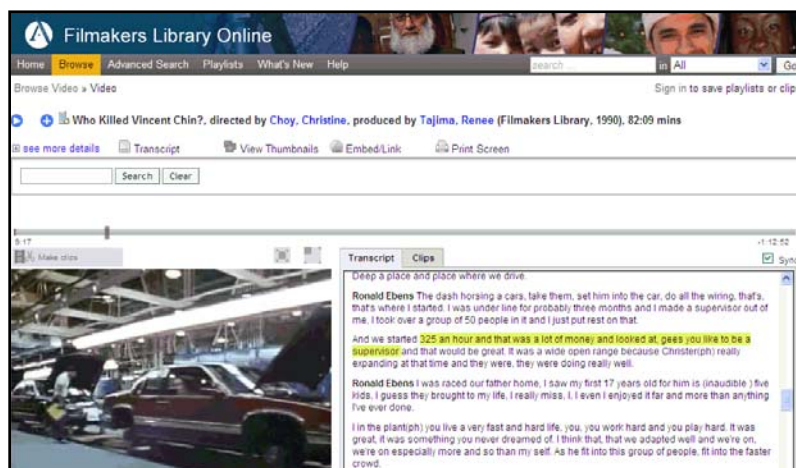 Filmakers Library Online
Home Browse Advanced Search Playlists What's New Help search ... in All Go
Browse Video » Video Sign in to save playlists or clip
Who Killed Vincent Chin?, directed by Choy, Christine, produced by Tajima, Renee (Filmakers Library, 1990), 82:09 mins
see more details Transcript View Thumbnails Embed/Link Print Screen
Search Clear
9:17 -1:12:52
Make clips Transcript Clips Sync
Deep a place and place where we drive.
Ronald Ebens The dash horsing a cars, take them, set him into the car, do all the wiring, that's,
that's where I started. I was under line for probably three months and I made a supervisor out of
me. I took over a group of 50 people in it and I just put rest on that.
And we started 325 an hour and that was a lot of money and looked at, gees you like to be a
supervisor and that would be great. It was a wide open range because Christer(ph) really
expanding at that time and they were, they were doing really well.
Ronald Ebens I was raced our father home, I saw my first 17 years old for him is (inaudible ) five
kids, I guess they brought to my life, I really miss, I, I even I enjoyed it far and more than anything
I've ever done.
I in the plant(ph) you live a very fast and hard life, you, you work hard and you play hard. It was
great, it was something you never dreamed of. I think that, that we adapted well and we're on,
we're on especially more and so than my self. As he fit into this group of people, fit into the faster
crowd.